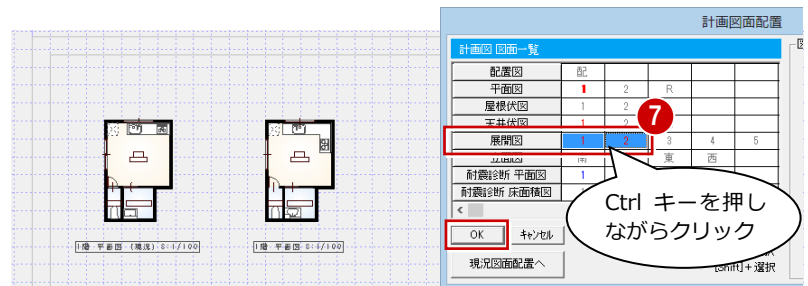 計画図面配置
計画図 図面一覧
配置図 配
平面図 1 2 R
屋根伏図 1 2
天井伏図 1 2
7
展開図 1 2 3 4 5
立面図 南 東 西
耐震診断 平面図 1
耐震診断 床面積図
Ctrl キーを押し
ながらクリック
OK キャンセル
現況図面配置へ
[Shift]+選択
1階 平面図 (現況) S:1/100
1階 平面図 S:1/100